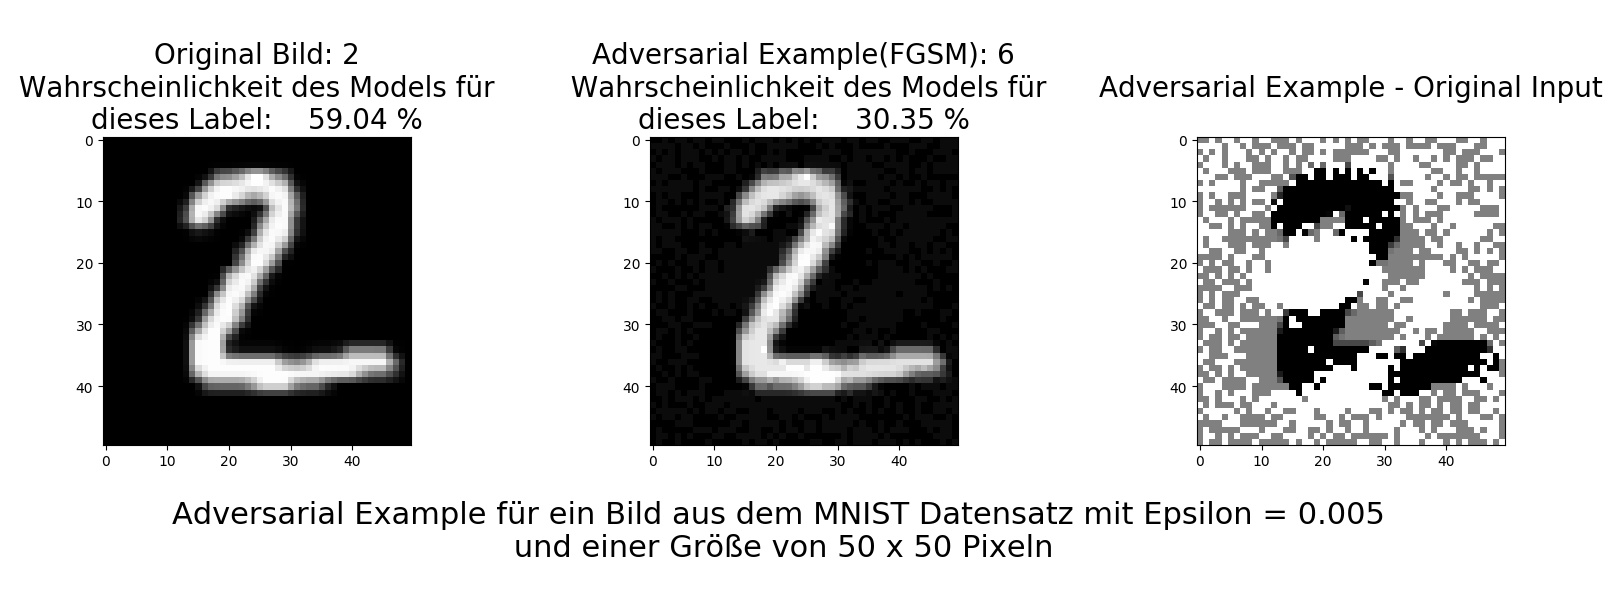 Original Bild: 2
Wahrscheinlichkeit des Models für
dieses Label: 59.04 %
0
10
20
30
40
0 10 20 30 40
Adversarial Example(FGSM): 6
Wahrscheinlichkeit des Models für
dieses Label: 30.35 %
0
10
20
30
40
0 10 20 30 40
Adversarial Example - Original Input
0
10
20
30
40
0 10 20 30 40
Adversarial Example für ein Bild aus dem MNIST Datensatz mit Epsilon = 0.005
und einer Größe von 50 x 50 Pixeln